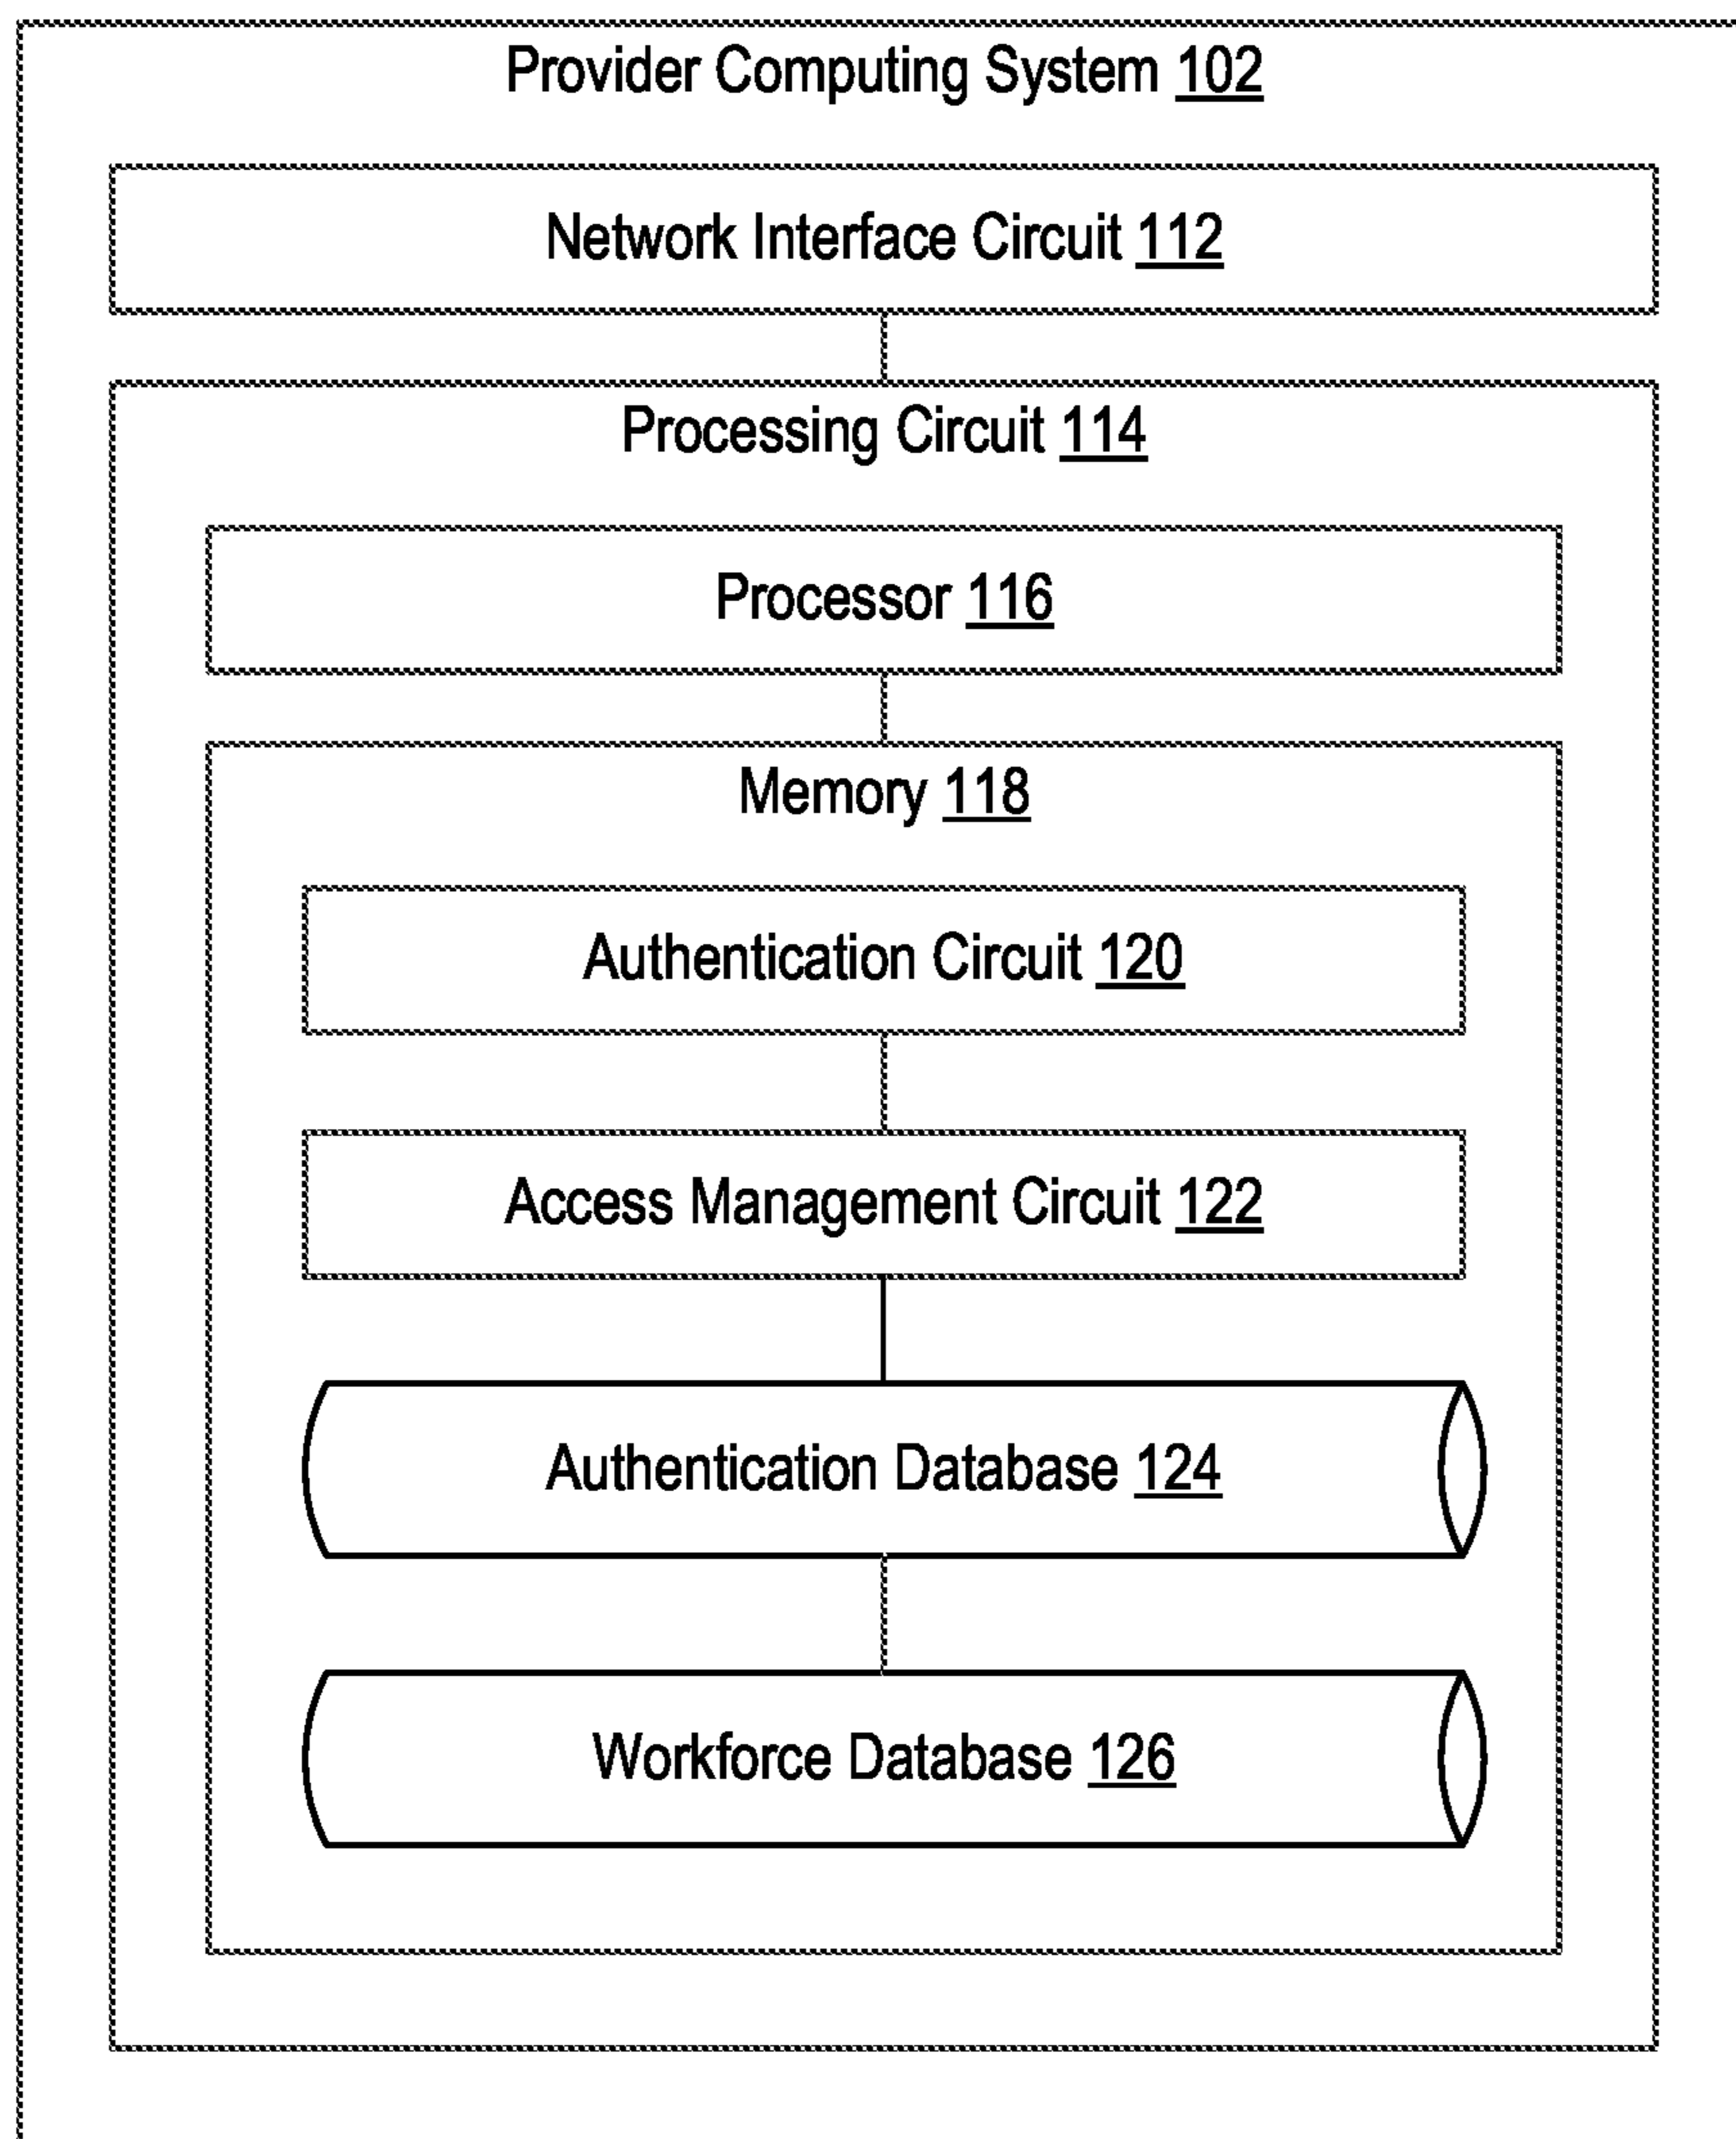 Provider Computing System 102
Network Interface Circuit 112
Processing Circuit 114
Processor 116
Memory 118
Authentication Circuit 120
Access Management Circuit 122
Authentication Database 124
Workforce Database 126